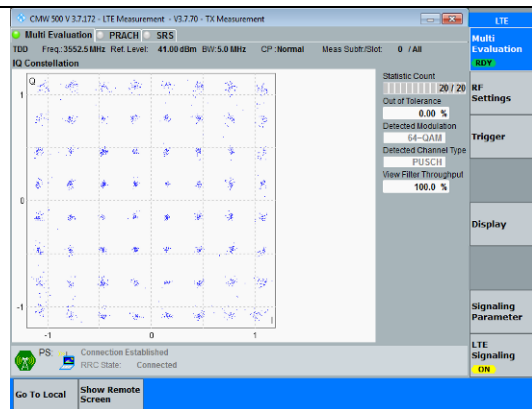 CMW 500 V 3.7.172 - LTE Measurement - V3.7.70 - TX Measurement
LTE
Multi Evaluation PRACH SRS
Multi
Evaluation
RDY
TDD Freq.:3552.5 MHz Ref. Level: 41.00 dBm BW:5.0 MHz CP :Normal Meas Subfr/Slot: 0 / All
IQ Constellation
Statistic Count
20 / 20
Out of Tolerance
0.00 %
Detected Modulation
64-QAM
Detected Channel Type
PUSCH
View Filter Throughput
100.0 %
Q
1
0
-1
I
-1 0 1
RF
Settings
Trigger
Display
Signaling
Parameter
LTE
Signaling
ON
PS: Connection Established
RRC State: Connected
Go To Local
Show Remote
Screen